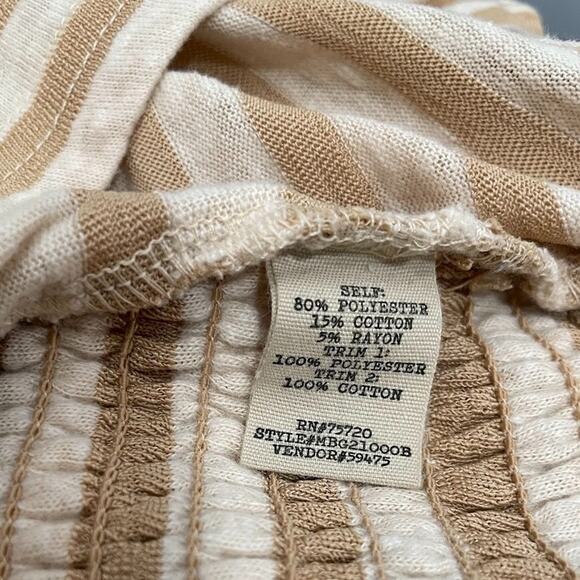 SELF:
80% POLYESTER
15% COTTON
5% RAYON
TRIM 1:
100% POLYESTER
TRIM 2:
100% COTTON
RN#75720
STYLE#MBG21000B
VENDOR#59475